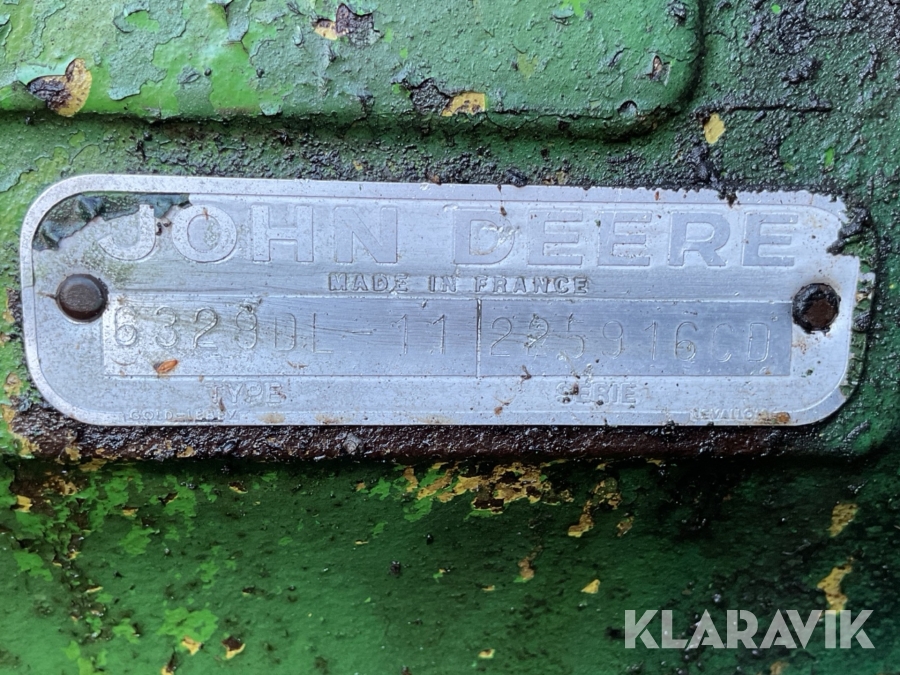 JOHN DEERE
MADE IN FRANCE
6329DL-11 225916CD
TYPE SERIE
KLARAVIK